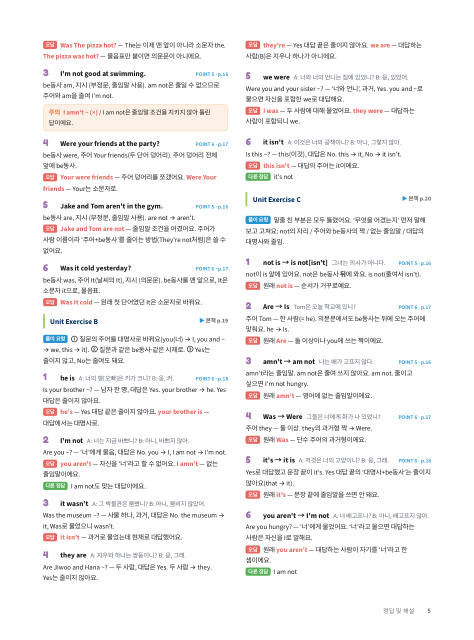 오답 Was The pizza hot? — The는 이제 맨 앞이 아니라 소문자 the.
The pizza was hot? — 물음표만 붙이면 의문문이 아니에요.
3 I'm not good at swimming. POINT 5 · p.16
be동사 am, 지시 (부정문, 줄임말 사용). am not은 줄일 수 없으므로
주어와 am을 줄여 I'm not.
주의 I amn't ~ (×) / I am not은 줄임말 조건을 지키지 않아 틀린
답이에요.
4 Were your friends at the party? POINT 6 · p.17
be동사 were, 주어 Your friends(두 단어 덩어리). 주어 덩어리 전체
앞에 be동사.
오답 Your were friends — 주어 덩어리를 쪼갰어요. Were Your
friends — Your는 소문자로.
5 Jake and Tom aren't in the gym. POINT 5 · p.16
be동사 are, 지시 (부정문, 줄임말 사용). are not → aren't.
오답 Jake and Tom are not — 줄임말 조건을 어겼어요. 주어가
사람 이름이라 '주어+be동사'를 줄이는 방법(They're not처럼)은 쓸 수
없어요.
6 Was it cold yesterday? POINT 6 · p.17
be동사 was, 주어 It(날씨의 It), 지시 (의문문). be동사를 맨 앞으로, It은
소문자 it으로, 물음표.
오답 Was It cold — 원래 첫 단어였던 It은 소문자로 바꿔요.
Unit Exercise B ▶ 본책 p.19
풀이 요령 ① 질문의 주어를 대명사로 바꿔요(you(너) → I, you and ~
→ we, this → it). ② 질문과 같은 be동사·같은 시제로. ③ Yes는
줄이지 않고, No는 줄여도 돼요.
1 he is A: 너의 형(오빠)은 키가 크니? B: 응, 커. POINT 6 · p.18
Is your brother ~? — 남자 한 명, 대답은 Yes. your brother → he. Yes
대답은 줄이지 않아요.
오답 he's — Yes 대답 끝은 줄이지 않아요. your brother is —
대답에서는 대명사로.
2 I'm not A: 너는 지금 바쁘니? B: 아니, 바쁘지 않아.
Are you ~? — '너'에게 물음, 대답은 No. you → I, I am not → I'm not.
오답 you aren't — 자신을 '너'라고 할 수 없어요. I amn't — 없는
줄임말이에요.
다른 정답 I am not도 맞는 대답이에요.
3 it wasn't A: 그 박물관은 붐볐니? B: 아니, 붐비지 않았어.
Was the museum ~? — 사물 하나, 과거, 대답은 No. the museum →
it, Was로 물었으니 wasn't.
오답 it isn't — 과거로 물었는데 현재로 대답했어요.
4 they are A: 지우와 하나는 쌍둥이니? B: 응, 그래.
Are Jiwoo and Hana ~? — 두 사람, 대답은 Yes. 두 사람 → they.
Yes는 줄이지 않아요.
오답 they're — Yes 대답 끝은 줄이지 않아요. we are — 대답하는
사람(B)은 지우나 하나가 아니에요.
5 we were A: 너와 너의 언니는 집에 있었니? B: 응, 있었어.
Were you and your sister ~? — '너와 언니', 과거, Yes. you and ~로
물으면 자신을 포함한 we로 대답해요.
오답 I was — 두 사람에 대해 물었어요. they were — 대답하는
사람이 포함되니 we.
6 it isn't A: 이것은 너의 공책이니? B: 아니, 그렇지 않아.
Is this ~? — this(이것), 대답은 No. this → it, No → it isn't.
오답 this isn't — 대답의 주어는 it이에요.
다른 정답 it's not
Unit Exercise C ▶ 본책 p.20
풀이 요령 밑줄 친 부분은 모두 틀렸어요. '무엇을 어겼는지' 먼저 말해
보고 고쳐요: not의 자리 / 주어와 be동사의 짝 / 없는 줄임말 / 대답의
대명사와 줄임.
1 not is → is not[isn't] 그녀는 의사가 아니다. POINT 5 · p.16
not이 is 앞에 있어요. not은 be동사 뒤에 와요. is not(줄여서 isn't).
오답 원래 not is — 순서가 거꾸로예요.
2 Are → Is Tom은 오늘 학교에 있니? POINT 6 · p.17
주어 Tom — 한 사람(= he). 의문문에서도 be동사는 뒤에 오는 주어에
맞춰요. he → Is.
오답 원래 Are — 둘 이상이나 you에 쓰는 짝이에요.
3 amn't → am not 나는 배가 고프지 않다. POINT 5 · p.16
amn't라는 줄임말. am not은 줄여 쓰지 않아요. am not. 줄이고
싶으면 I'm not hungry.
오답 원래 amn't — 영어에 없는 줄임말이에요.
4 Was → Were 그들은 너에게 화가 나 있었니? POINT 6 · p.17
주어 they — 둘 이상. they의 과거형 짝 → Were.
오답 원래 Was — 단수 주어의 과거형이에요.
5 it's → it is A: 저것은 너의 고양이니? B: 응, 그래. POINT 6 · p.18
Yes로 대답했고 문장 끝이 it's. Yes 대답 끝의 '대명사+be동사'는 줄이지
않아요(that → it).
오답 원래 it's — 문장 끝에 줄임말을 쓰면 안 돼요.
6 you aren't → I'm not A: 너 배고프니? B: 아니, 배고프지 않아.
Are you hungry? — '너'에게 물었어요. '너'라고 물으면 대답하는
사람은 자신을 I로 말해요.
오답 원래 you aren't — 대답하는 사람이 자기를 '너'라고 한
셈이에요.
다른 정답 I am not
정답 및 해설 5